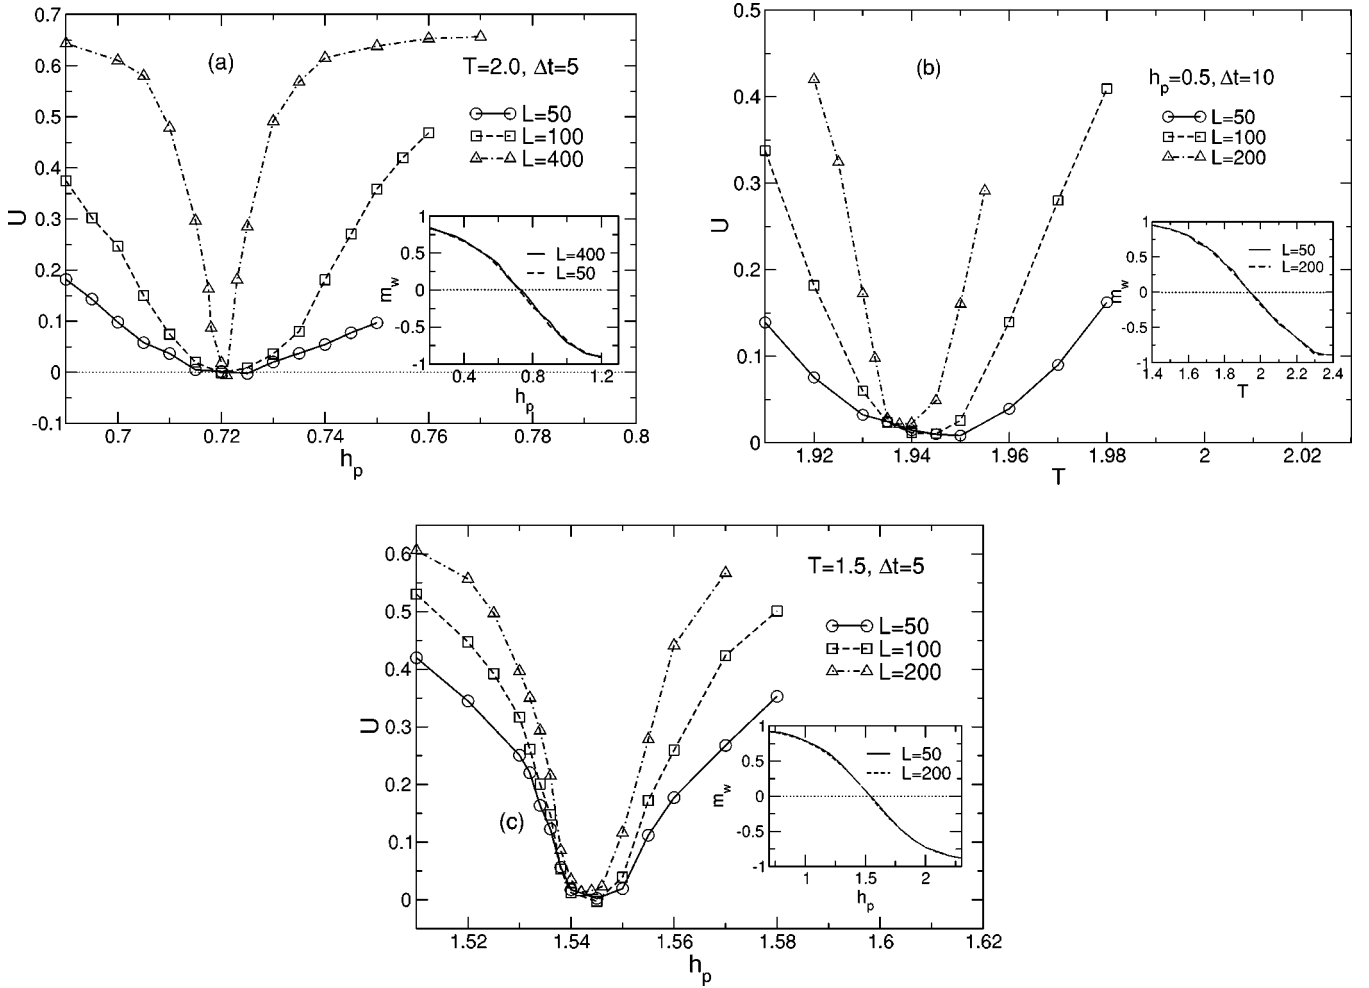 0.7
0.6
0.5
0.4
0.3
0.2
0.1
0
-0.1
U
(a)
T=2.0, Δt=5
L=50
L=100
L=400
1
0.5
0
-0.5
-1
m_w
L=400
L=50
0.4 0.8 1.2
h_p
0.7 0.72 0.74 0.76 0.78 0.8
h_p
0.5
0.4
0.3
0.2
0.1
0
U
(b)
h_p=0.5, Δt=10
L=50
L=100
L=200
1
0.5
0
-0.5
-1
m_w
L=50
L=200
1.4 1.6 1.8 2 2.2 2.4
T
1.92 1.94 1.96 1.98 2 2.02
T
0.6
0.5
0.4
0.3
0.2
0.1
0
U
(c)
T=1.5, Δt=5
L=50
L=100
L=200
1
0.5
0
-0.5
-1
m_w
L=50
L=200
1 1.5 2
h_p
1.52 1.54 1.56 1.58 1.6 1.62
h_p